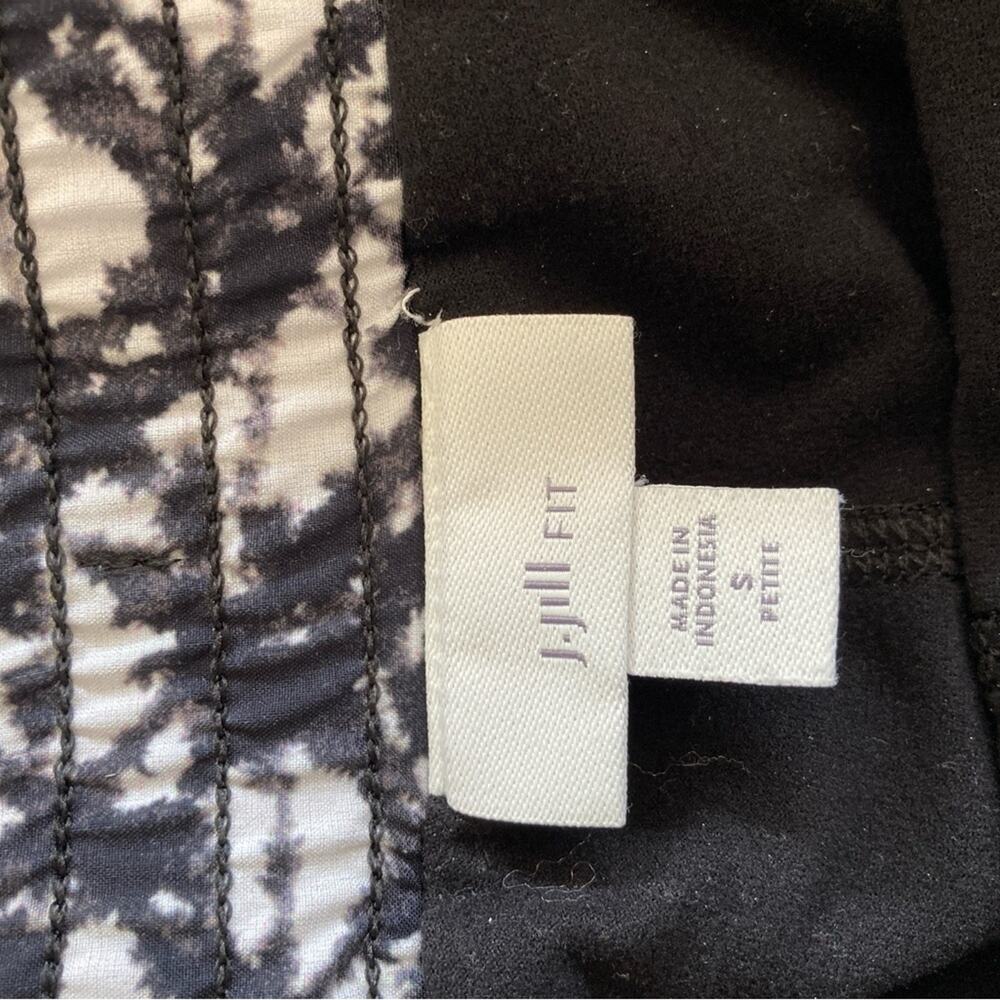 J.Jill FIT
MADE IN
INDONESIA
S
PETITE